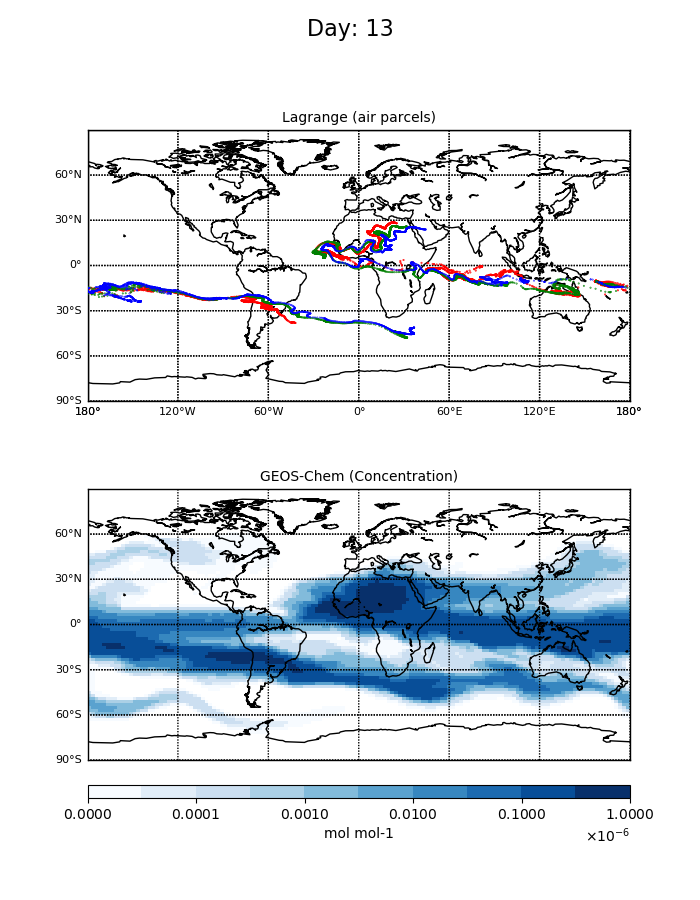 Day: 13
Lagrange (air parcels)
60°N
30°N
0°
30°S
60°S
90°S
180° 120°W 60°W 0° 60°E 120°E 180°
GEOS-Chem (Concentration)
60°N
30°N
0°
30°S
60°S
90°S
0.0000 0.0001 0.0010 0.0100 0.1000 1.0000
mol mol-1 ×10⁻⁶